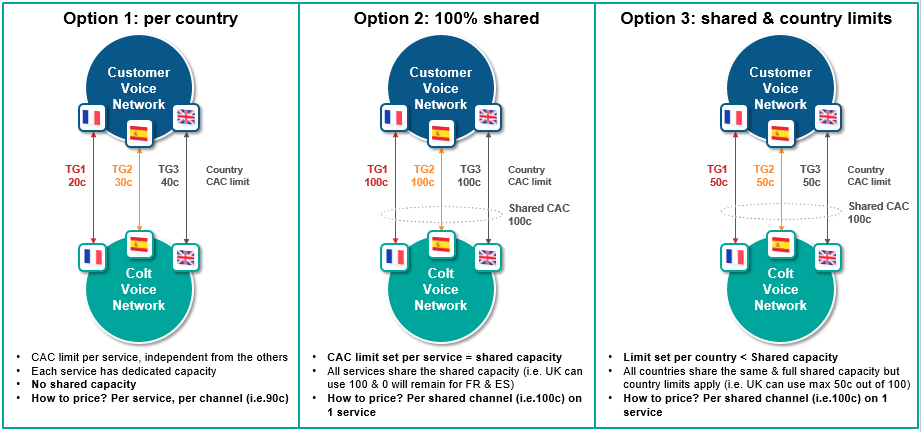 Option 1: per country
Customer
Voice
Network
TG1
20c
TG2
30c
TG3
40c
Country
CAC limit
Colt
Voice
Network
• CAC limit per service, independent from the others
• Each service has dedicated capacity
• No shared capacity
• How to price? Per service, per channel (i.e.90c)
Option 2: 100% shared
Customer
Voice
Network
TG1
100c
TG2
100c
TG3
100c
Country
CAC limit
Shared CAC
100c
Colt
Voice
Network
• CAC limit set per service = shared capacity
• All services share the shared capacity (i.e. UK can
use 100 & 0 will remain for FR & ES)
• How to price? Per shared channel (i.e.100c) on
1 service
Option 3: shared & country limits
Customer
Voice
Network
TG1
50c
TG2
50c
TG3
50c
Country
CAC limit
Shared CAC
100c
Colt
Voice
Network
• Limit set per country < Shared capacity
• All countries share the same & full shared capacity but
country limits apply (i.e. UK can use max 50c out of 100)
• How to price? Per shared channel (i.e.100c) on 1
service